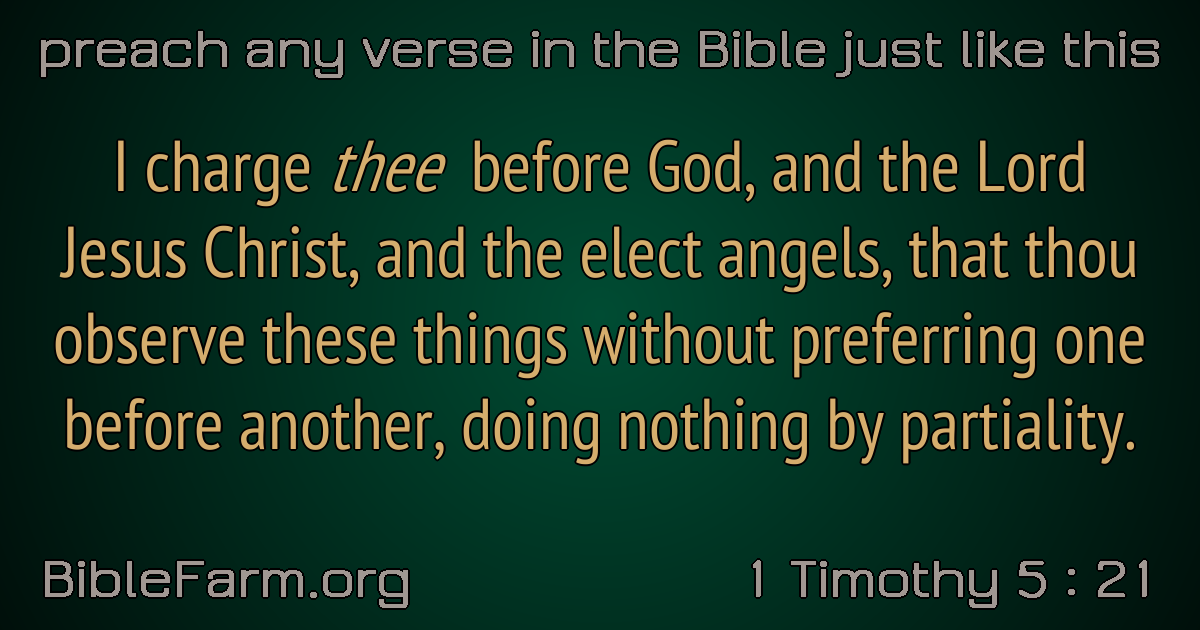 preach any verse in the Bible just like this
I charge thee before God, and the Lord
Jesus Christ, and the elect angels, that thou
observe these things without preferring one
before another, doing nothing by partiality.
BibleFarm.org
1 Timothy 5 : 21